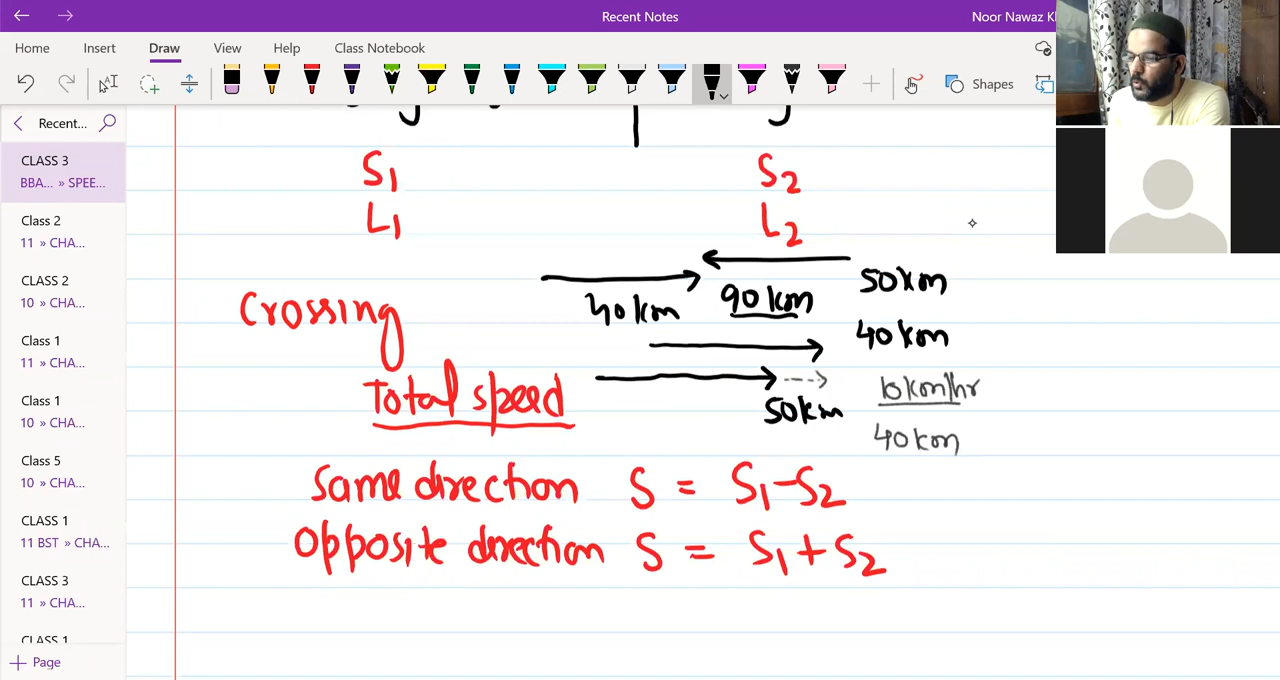 Recent Notes
Noor Nawaz Kh
Home Insert Draw View Help Class Notebook
Shapes
Recent...
CLASS 3
BBA... » SPEE...
Class 2
11 » CHA...
CLASS 2
10 » CHA...
Class 1
11 » CHA...
Class 1
10 » CHA...
Class 5
10 » CHA...
CLASS 1
11 BST » CHA...
CLASS 3
11 » CHA...
CLASS 1
Page
S1 S2
L1 L2
50km
Crossing 40km 90km
40km
Total speed 50km 10km/hr
40km
Same direction S = S1-S2
Opposite direction S = S1+S2